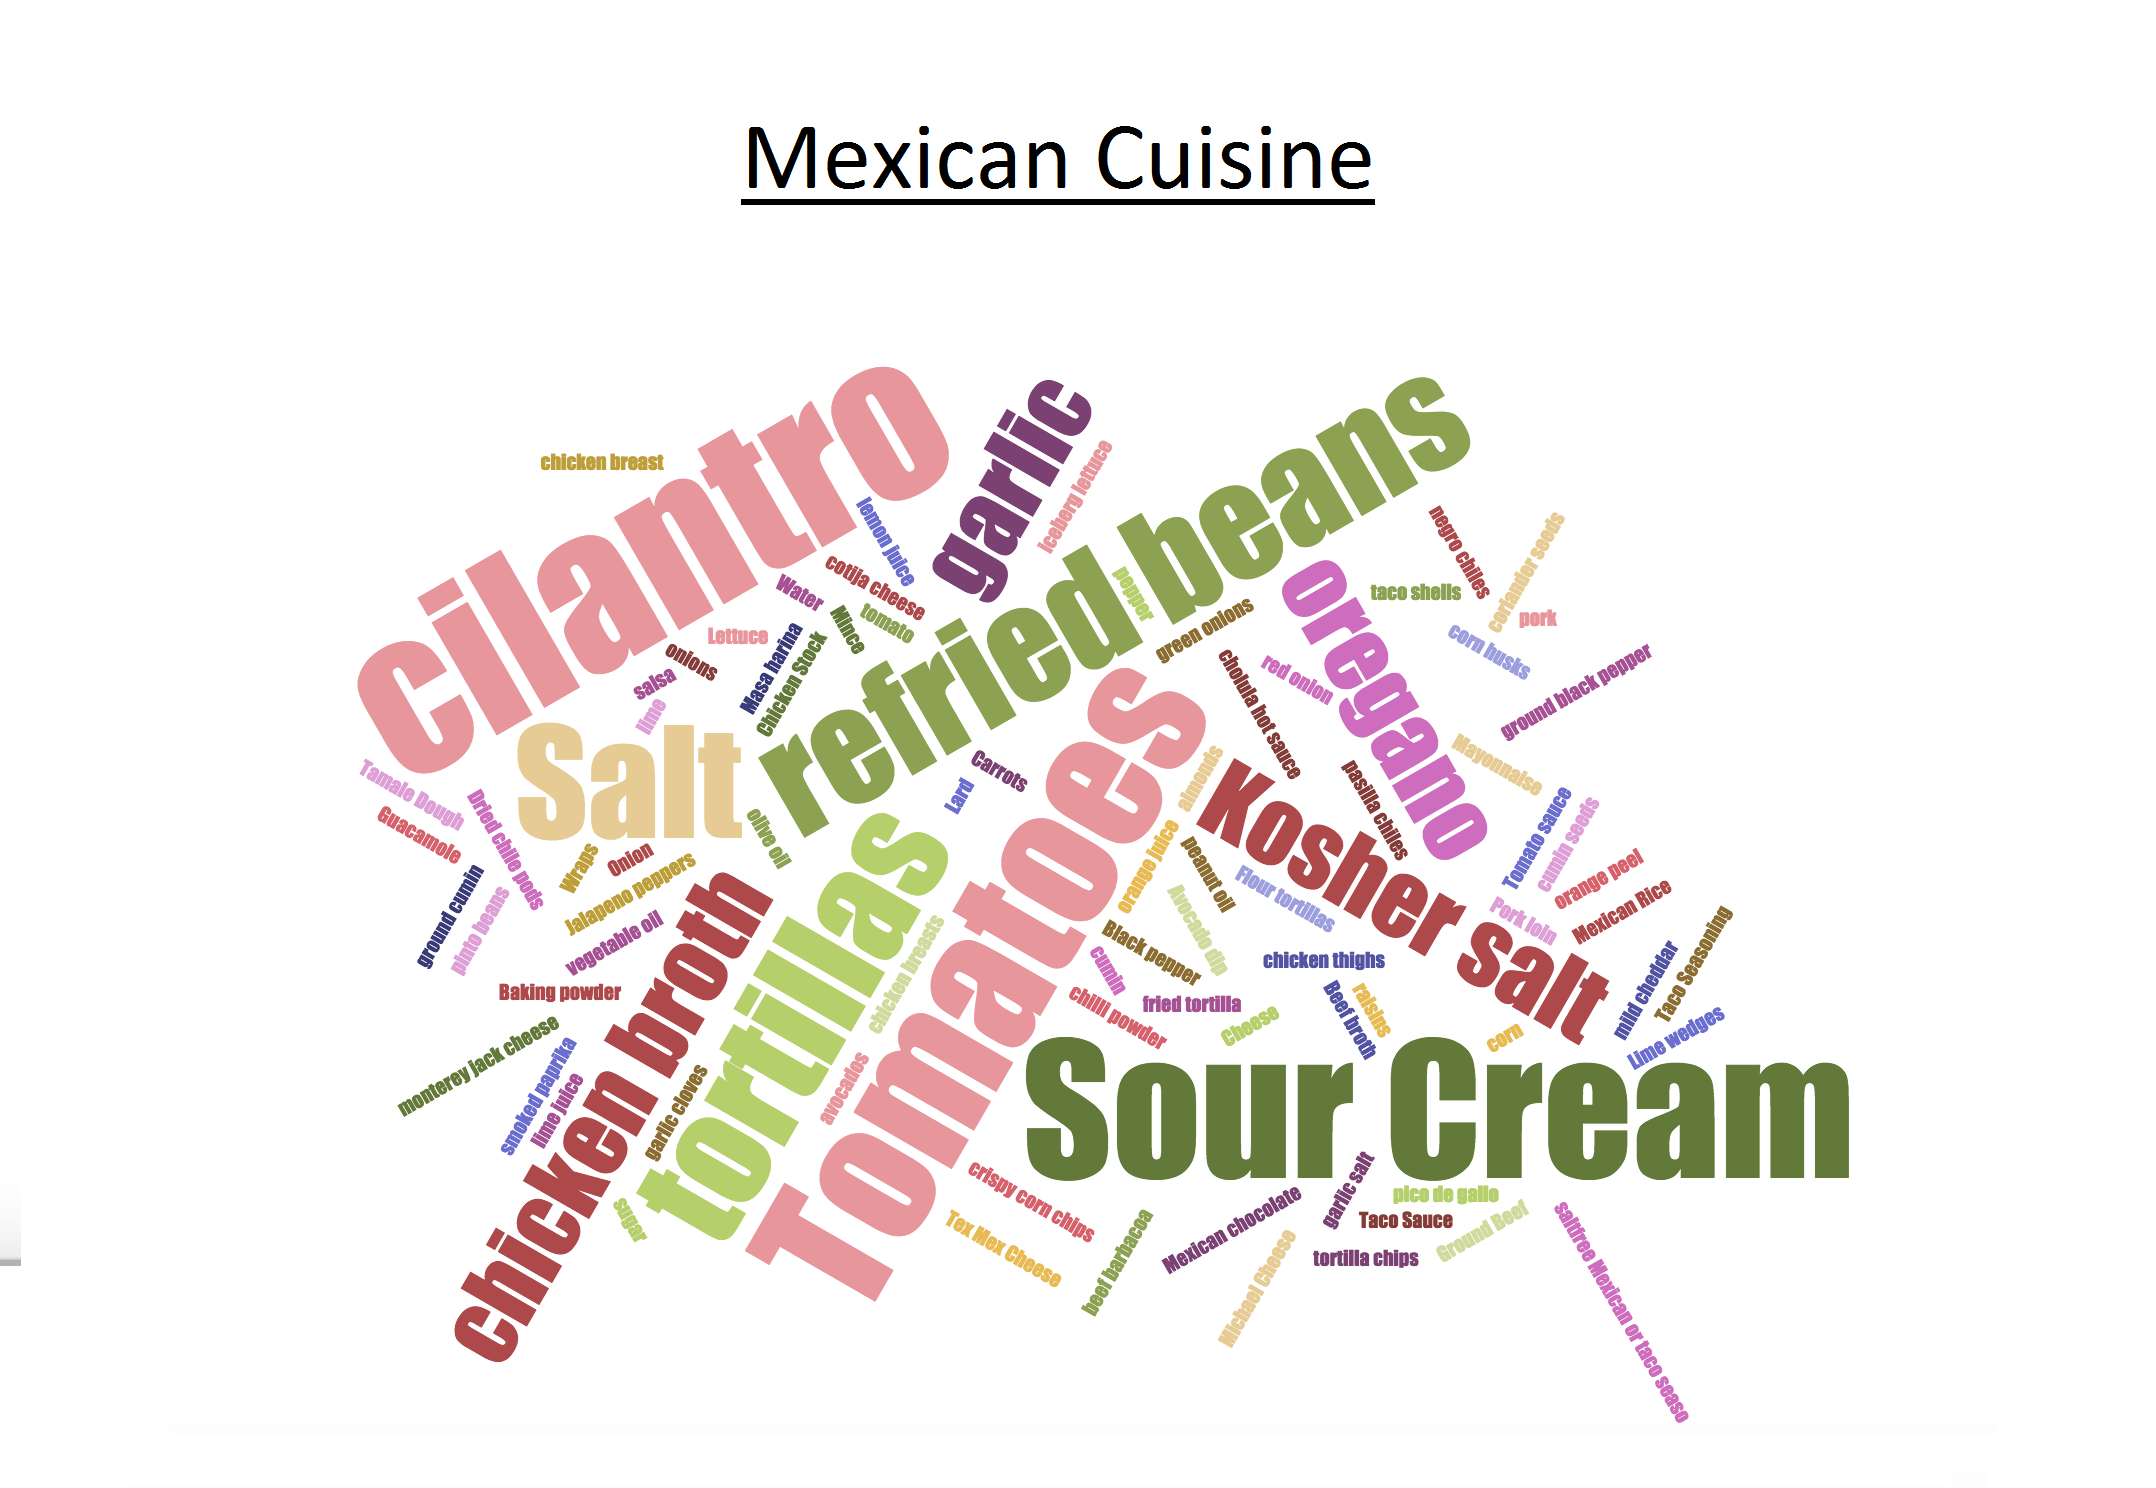 Mexican Cuisine
cilantro
garlic
refried beans
chicken breast
Iceberg lettuce
lemon juice
cotija cheese
Water
Mince
tomato
pepper
green onions
oregano
negro chiles
coriander seeds
taco shells
pork
corn husks
ground black pepper
Lettuce
Onions
salsa
lime
Masa harina
Chicken Stock
Salt
cholula hot sauce
red onion
Mayonnaise
pasilla chiles
Tomatoes
Carrots
Lard
almonds
Kosher salt
Tamale Dough
Guacamole
Dried chile pods
ground cumin
pinto beans
Wraps
Onion
Jalapeno peppers
vegetable oil
olive oil
tortillas
chicken breasts
orange juice
peanut oil
Flour tortillas
Avocado dip
Black pepper
cumin
chilli powder
fried tortilla
Cheese
chicken thighs
Beef broth
raisins
corn
Tomato sauce
cumin seeds
orange peel
Pork loin
Mexican Rice
mild cheddar
Taco Seasoning
Lime wedges
Baking powder
chicken broth
monterey jack cheese
smoked paprika
lime juice
garlic cloves
avocados
sugar
Sour Cream
crispy corn chips
Tex Mex Cheese
beef barbacoa
Mexican chocolate
Michael Cheese
garlic salt
pico de gallo
Taco Sauce
tortilla chips
Ground Beef
saltfree Mexican or taco seaso